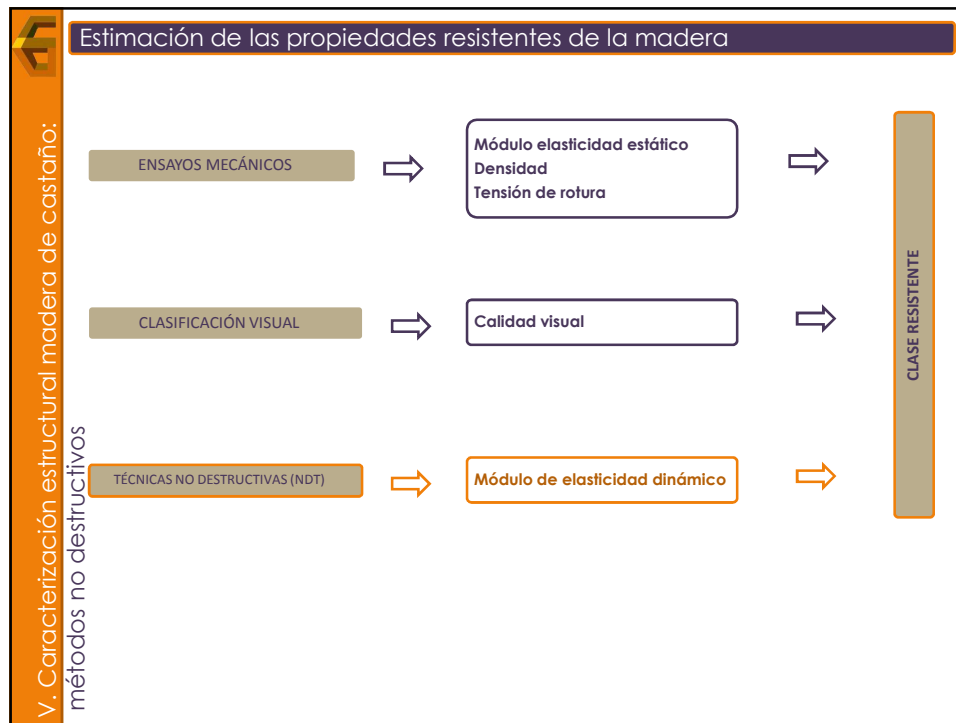 Estimación de las propiedades resistentes de la madera
V. Caracterización estructural madera de castaño:
métodos no destructivos
ENSAYOS MECÁNICOS
Módulo elasticidad estático
Densidad
Tensión de rotura
CLASIFICACIÓN VISUAL
Calidad visual
TÉCNICAS NO DESTRUCTIVAS (NDT)
Módulo de elasticidad dinámico
CLASE RESISTENTE